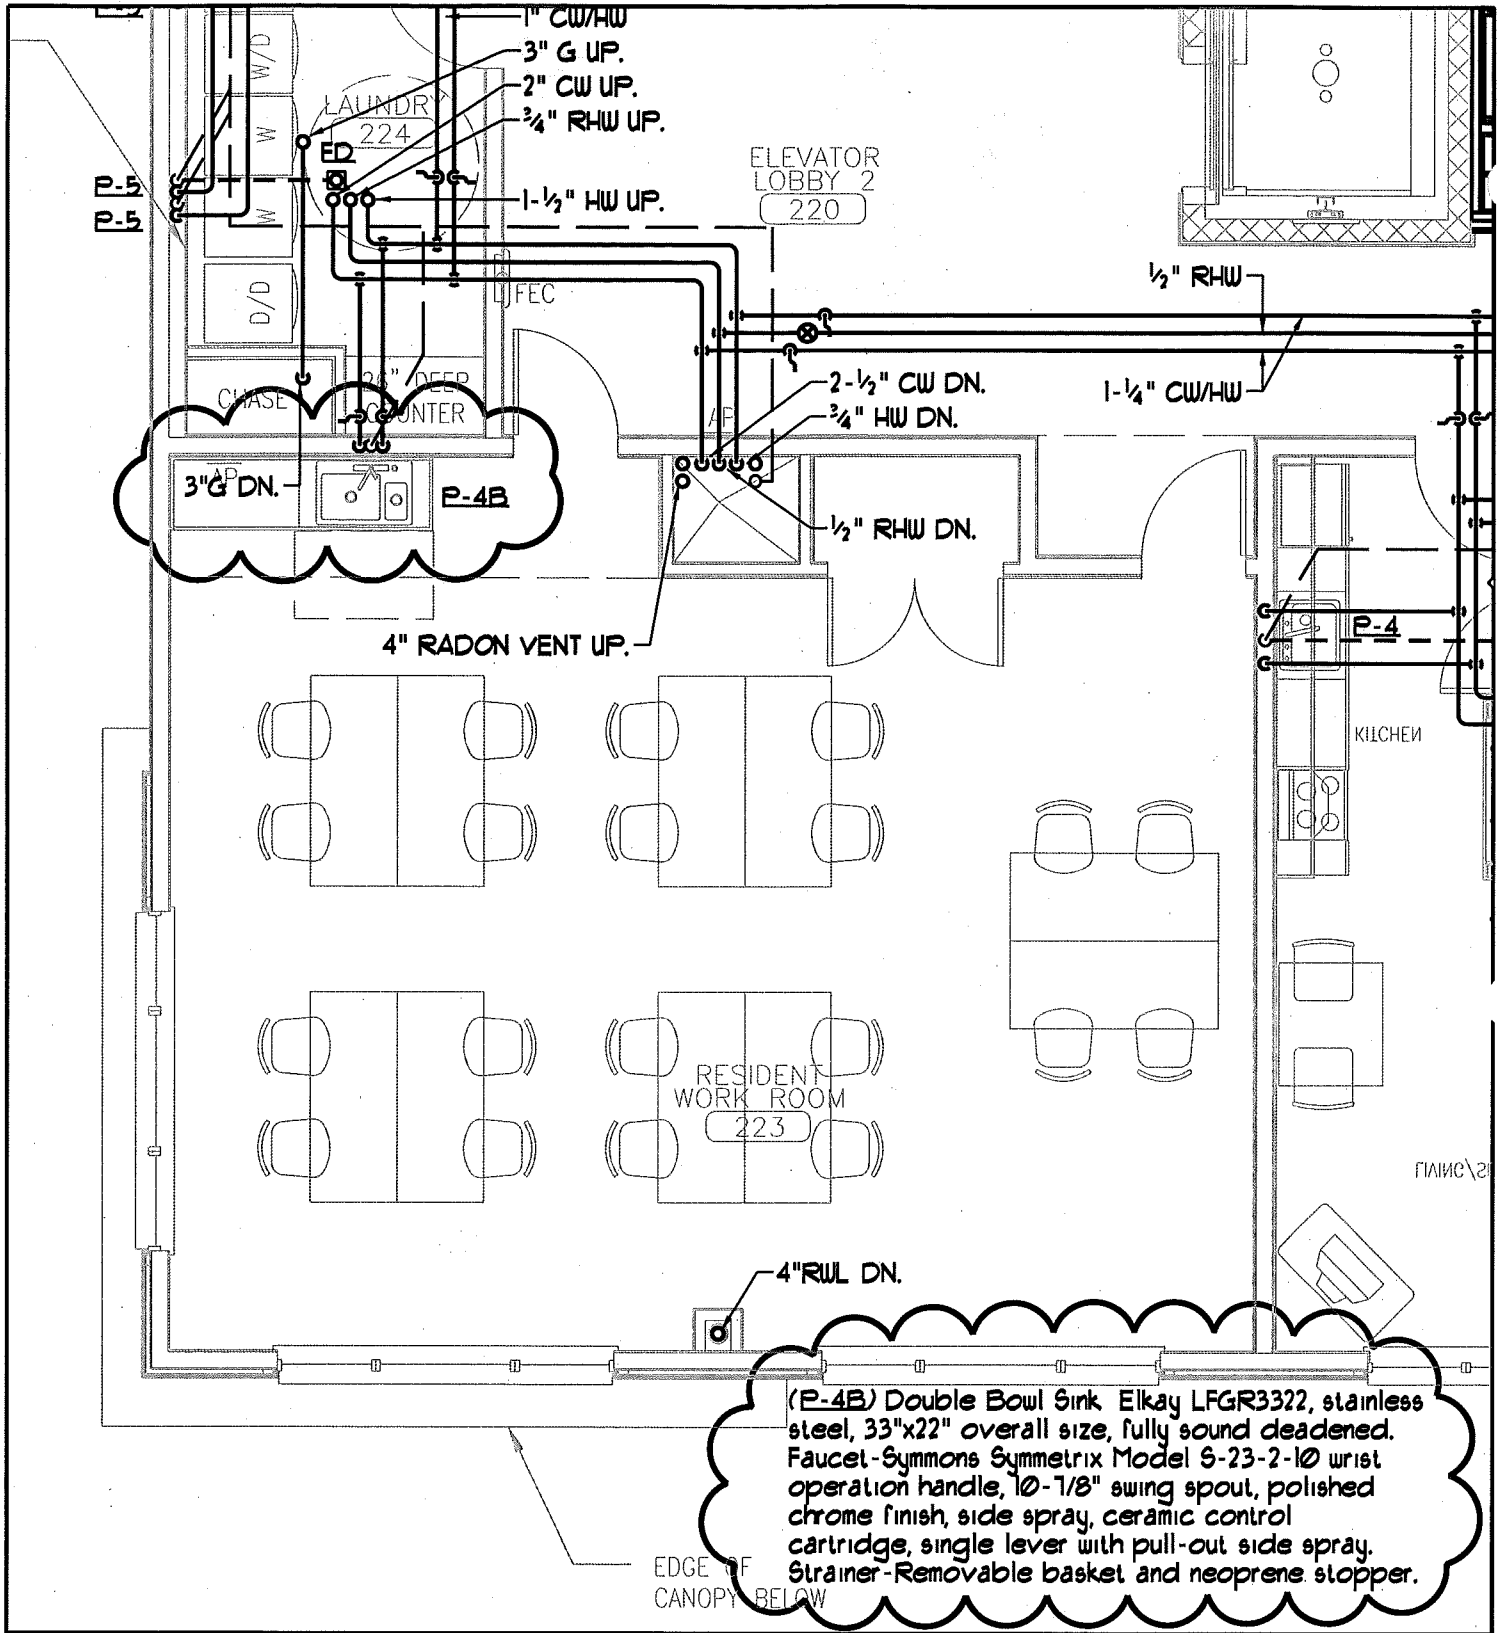 1" CW/HW
3" G UP.
2" CW UP.
3/4" RHW UP.
1-1/2" HW UP.
W/D
W
W
D/D
LAUNDRY
224
FD
P-5
P-5
ELEVATOR
LOBBY 2
220
FEC
1/2" RHW
1-1/4" CW/HW
CHASE
26" DEEP
COUNTER
AP
2-1/2" CW DN.
3/4" HW DN.
AP
3"G DN.
P-4B
1/2" RHW DN.
4" RADON VENT UP.
P-4
KITCHEN
RESIDENT
WORK ROOM
223
LIVING/SI
4"RWL DN.
(P-4B) Double Bowl Sink Elkay LFGR3322, stainless
steel, 33"x22" overall size, fully sound deadened.
Faucet-Symmons Symmetrix Model S-23-2-10 wrist
operation handle, 10-7/8" swing spout, polished
chrome finish, side spray, ceramic control
cartridge, single lever with pull-out side spray.
Strainer-Removable basket and neoprene stopper.
EDGE OF
CANOPY BELOW